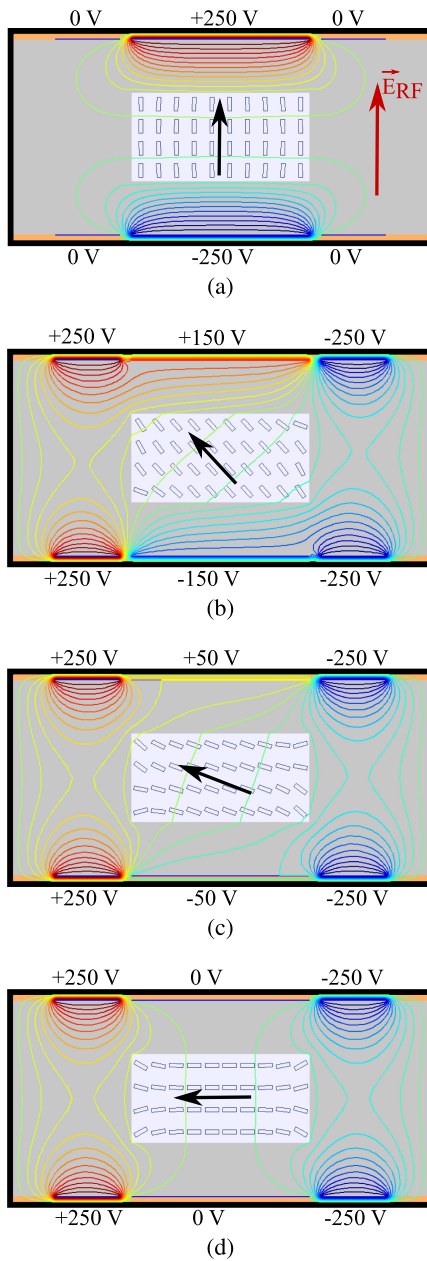 0 V +250 V 0 V
E_RF
0 V -250 V 0 V
(a)
+250 V +150 V -250 V
+250 V -150 V -250 V
(b)
+250 V +50 V -250 V
+250 V -50 V -250 V
(c)
+250 V 0 V -250 V
+250 V 0 V -250 V
(d)